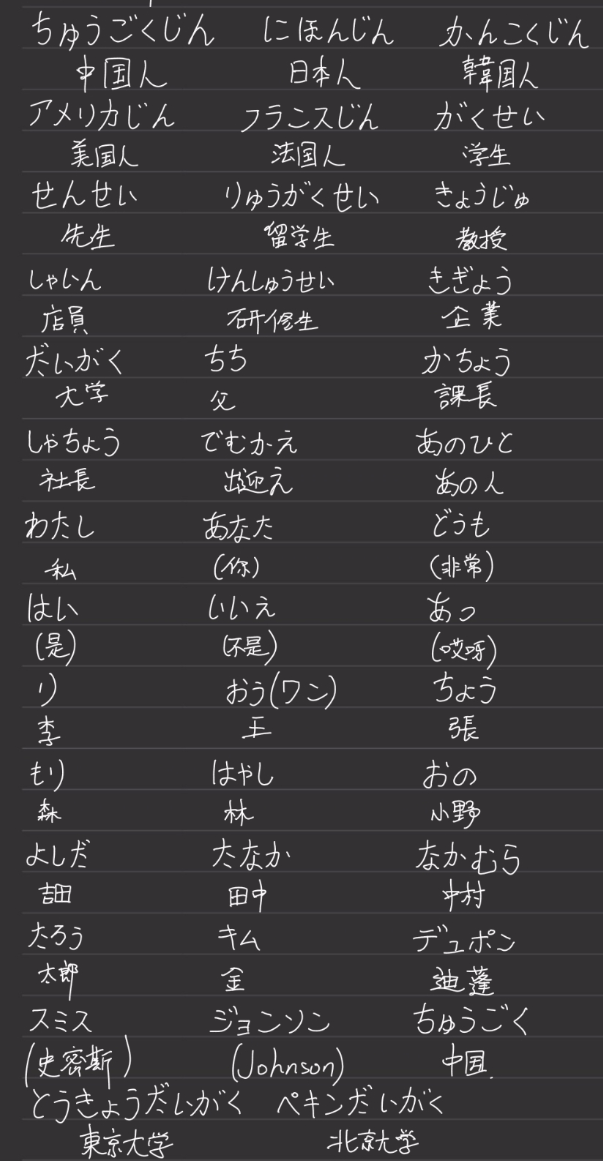 ちゅうごくじん にほんじん かんこくじん
中国人 日本人 韓国人
アメリカじん フランスじん がくせい
美国人 法国人 学生
せんせい りゅうがくせい きょうじゅ
先生 留学生 教授
しゃいん けんしゅうせい きぎょう
店員 研修生 企業
だいがく ちち かちょう
大学 父 課長
しゃちょう でむかえ あのひと
社長 出迎え あの人
わたし あなた どうも
私 (你) (非常)
はい いいえ あっ
(是) (不是) (哎呀)
り おう(ワン) ちょう
李 王 張
もり はやし おの
森 林 小野
よしだ たなか なかむら
吉田 田中 中村
たろう キム デュポン
太郎 金 迪蓬
スミス ジョンソン ちゅうごく
(史密斯) (Johnson) 中国.
とうきょうだいがく ペキンだいがく
東京大学 北京大学